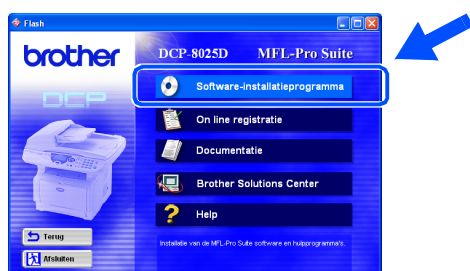 Flash
brother
DCP-8025D MFL-Pro Suite
DCP
Software-installatieprogramma
On line registratie
Documentatie
Brother Solutions Center
Help
Terug
Afsluiten
Installatie van de MFL-Pro Suite software en hulpprogramma's.